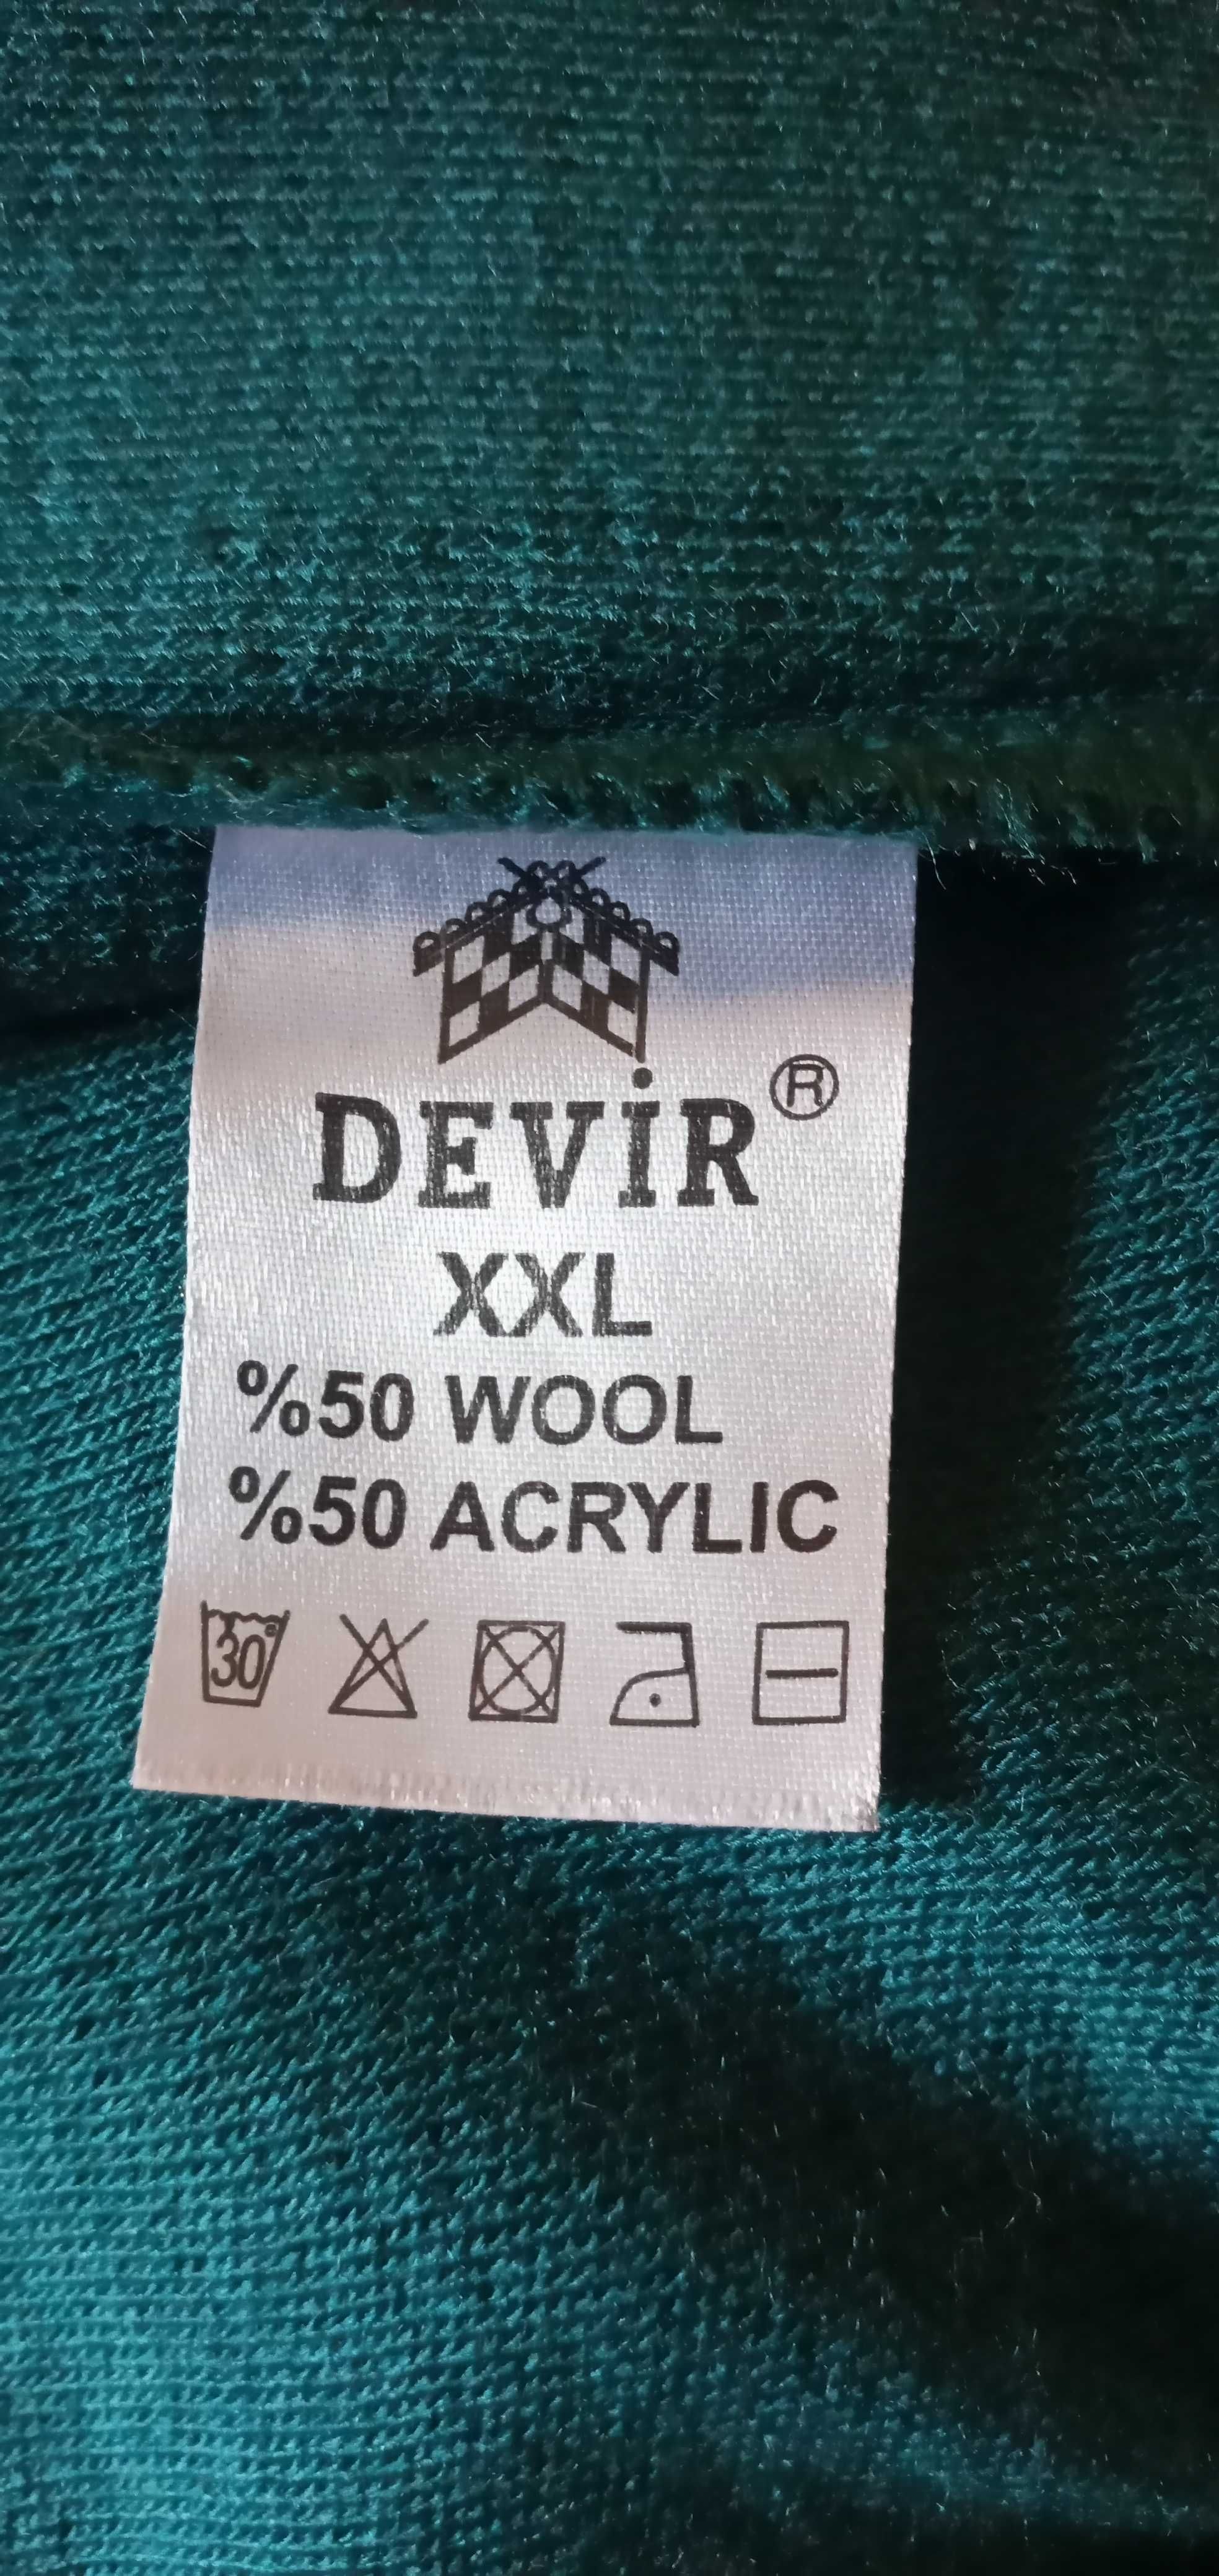 DEVİR®
XXL
%50 WOOL
%50 ACRYLIC
30°